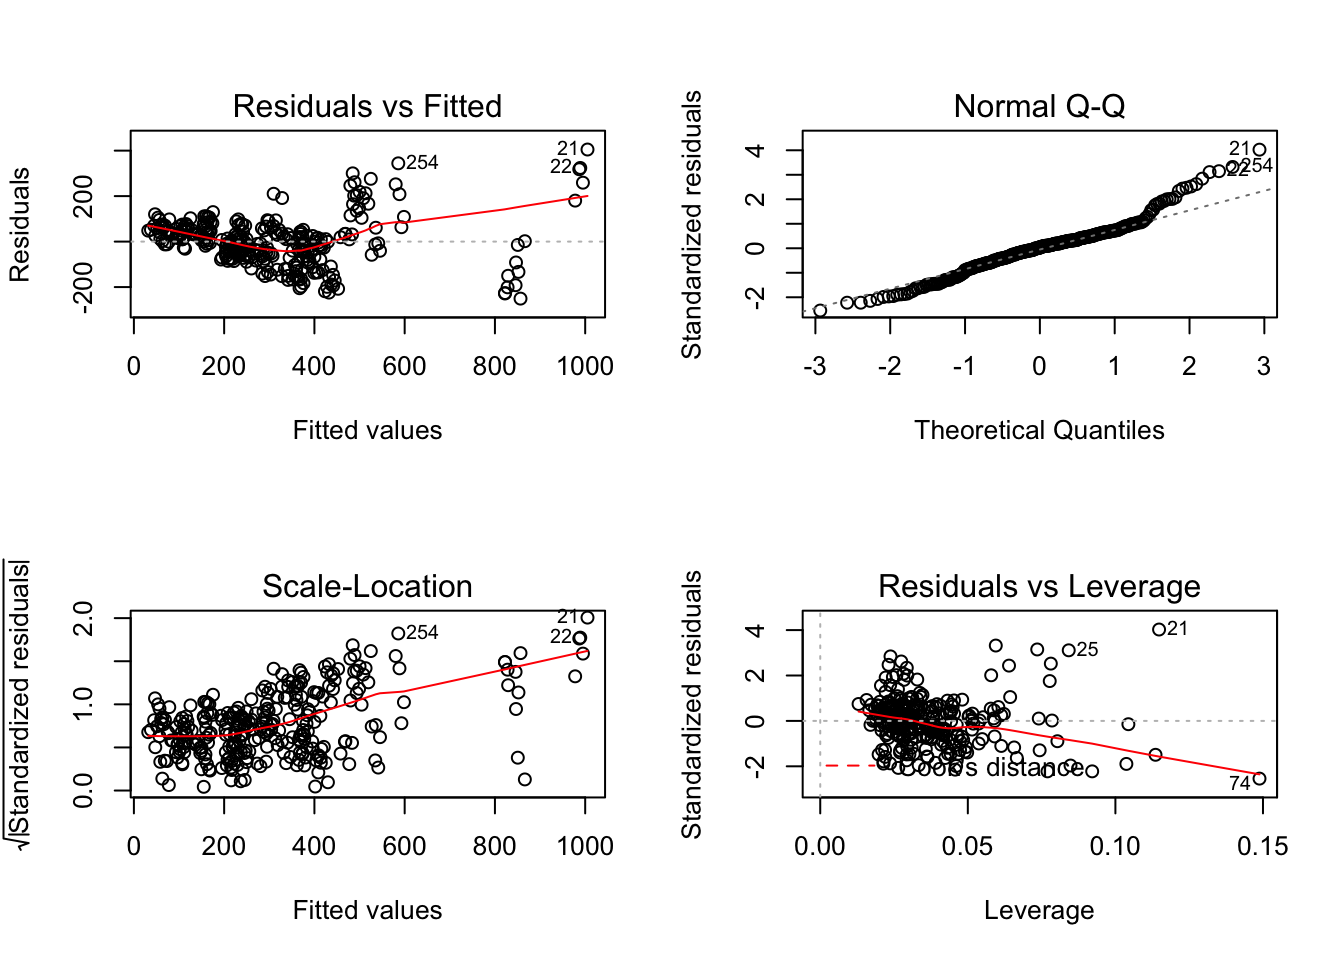 Residuals vs Fitted
Residuals
200
-200
21
22
254
0 200 400 600 800 1000
Fitted values
Normal Q-Q
Standardized residuals
4
2
0
-2
21
254
22
-3 -2 -1 0 1 2 3
Theoretical Quantiles
Scale-Location
√|Standardized residuals|
2.0
1.0
0.0
21
22
254
0 200 400 600 800 1000
Fitted values
Residuals vs Leverage
Standardized residuals
4
2
0
-2
21
25
distance
74
0.00 0.05 0.10 0.15
Leverage